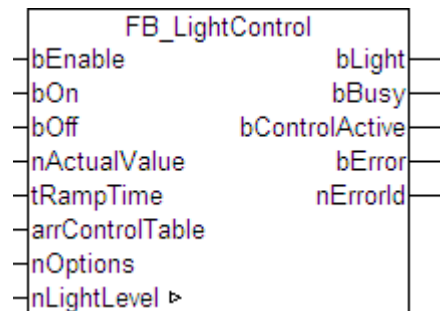 FB_LightControl
bEnable bLight
bOn bBusy
bOff bControlActive
nActualValue bError
tRampTime nErrorId
arrControlTable
nOptions
nLightLevel ▹